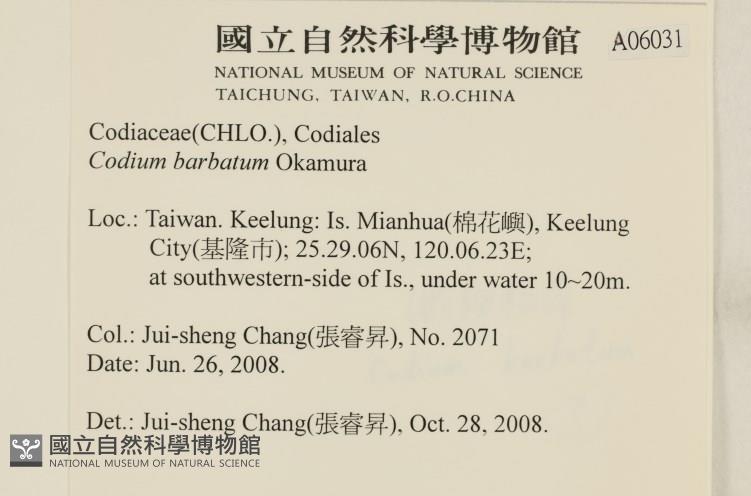 國立自然科學博物館
A06031
NATIONAL MUSEUM OF NATURAL SCIENCE
TAICHUNG, TAIWAN, R.O.CHINA
Codiaceae(CHLO.), Codiales
Codium barbatum Okamura
Loc.: Taiwan. Keelung: Is. Mianhua(棉花嶼), Keelung
City(基隆市); 25.29.06N, 120.06.23E;
at southwestern-side of Is., under water 10~20m.
Col.: Jui-sheng Chang(張睿昇), No. 2071
Date: Jun. 26, 2008.
Det.: Jui-sheng Chang(張睿昇), Oct. 28, 2008.
國立自然科學博物館
NATIONAL MUSEUM OF NATURAL SCIENCE